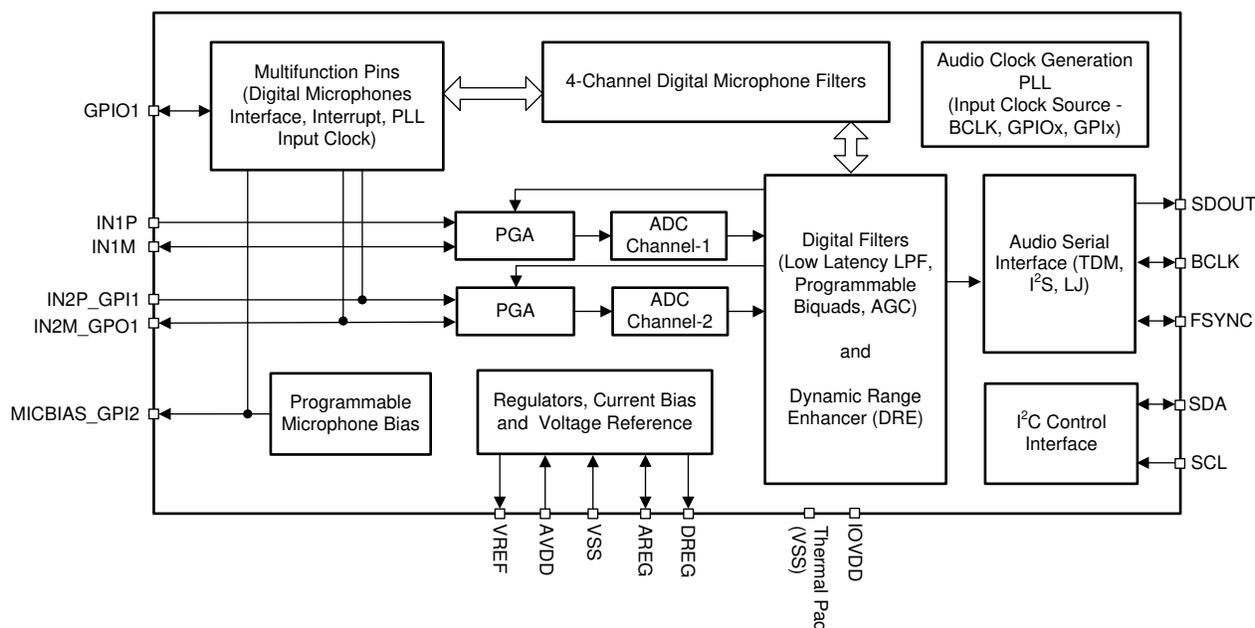 Multifunction Pins
(Digital Microphones
Interface, Interrupt, PLL
Input Clock)
4-Channel Digital Microphone Filters
Audio Clock Generation
PLL
(Input Clock Source -
BCLK, GPIOx, GPIx)
GPIO1
IN1P
IN1M
IN2P_GPI1
IN2M_GPO1
MICBIAS_GPI2
PGA
ADC
Channel-1
PGA
ADC
Channel-2
Digital Filters
(Low Latency LPF,
Programmable
Biquads, AGC)
and
Dynamic Range
Enhancer (DRE)
Audio Serial
Interface (TDM,
I²S, LJ)
SDOUT
BCLK
FSYNC
Programmable
Microphone Bias
Regulators, Current Bias
and Voltage Reference
I²C Control
Interface
SDA
SCL
VREF
AVDD
VSS
AREG
DREG
Thermal Pad
(VSS)
IOVDD